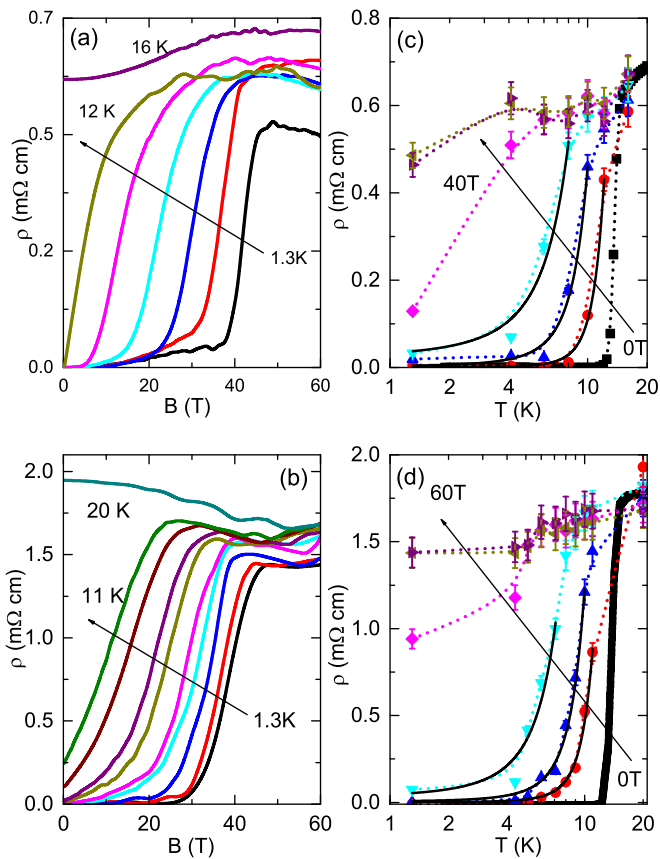 0.7
(a)
16 K
12 K
0.5
0.2
1.3K
0.0
0
20
40
60
B (T)
ρ (mΩ cm)
0.8
(c)
0.6
40T
0.4
0.2
0T
0.0
1
2
4
10
20
T (K)
ρ (mΩ cm)
2.0
(b)
20 K
1.5
11 K
1.0
0.5
1.3K
0.0
0
20
40
60
B (T)
ρ (mΩ cm)
2.0
(d)
60T
1.5
1.0
0.5
0T
0.0
1
2
4
10
20
T (K)
ρ (mΩ cm)